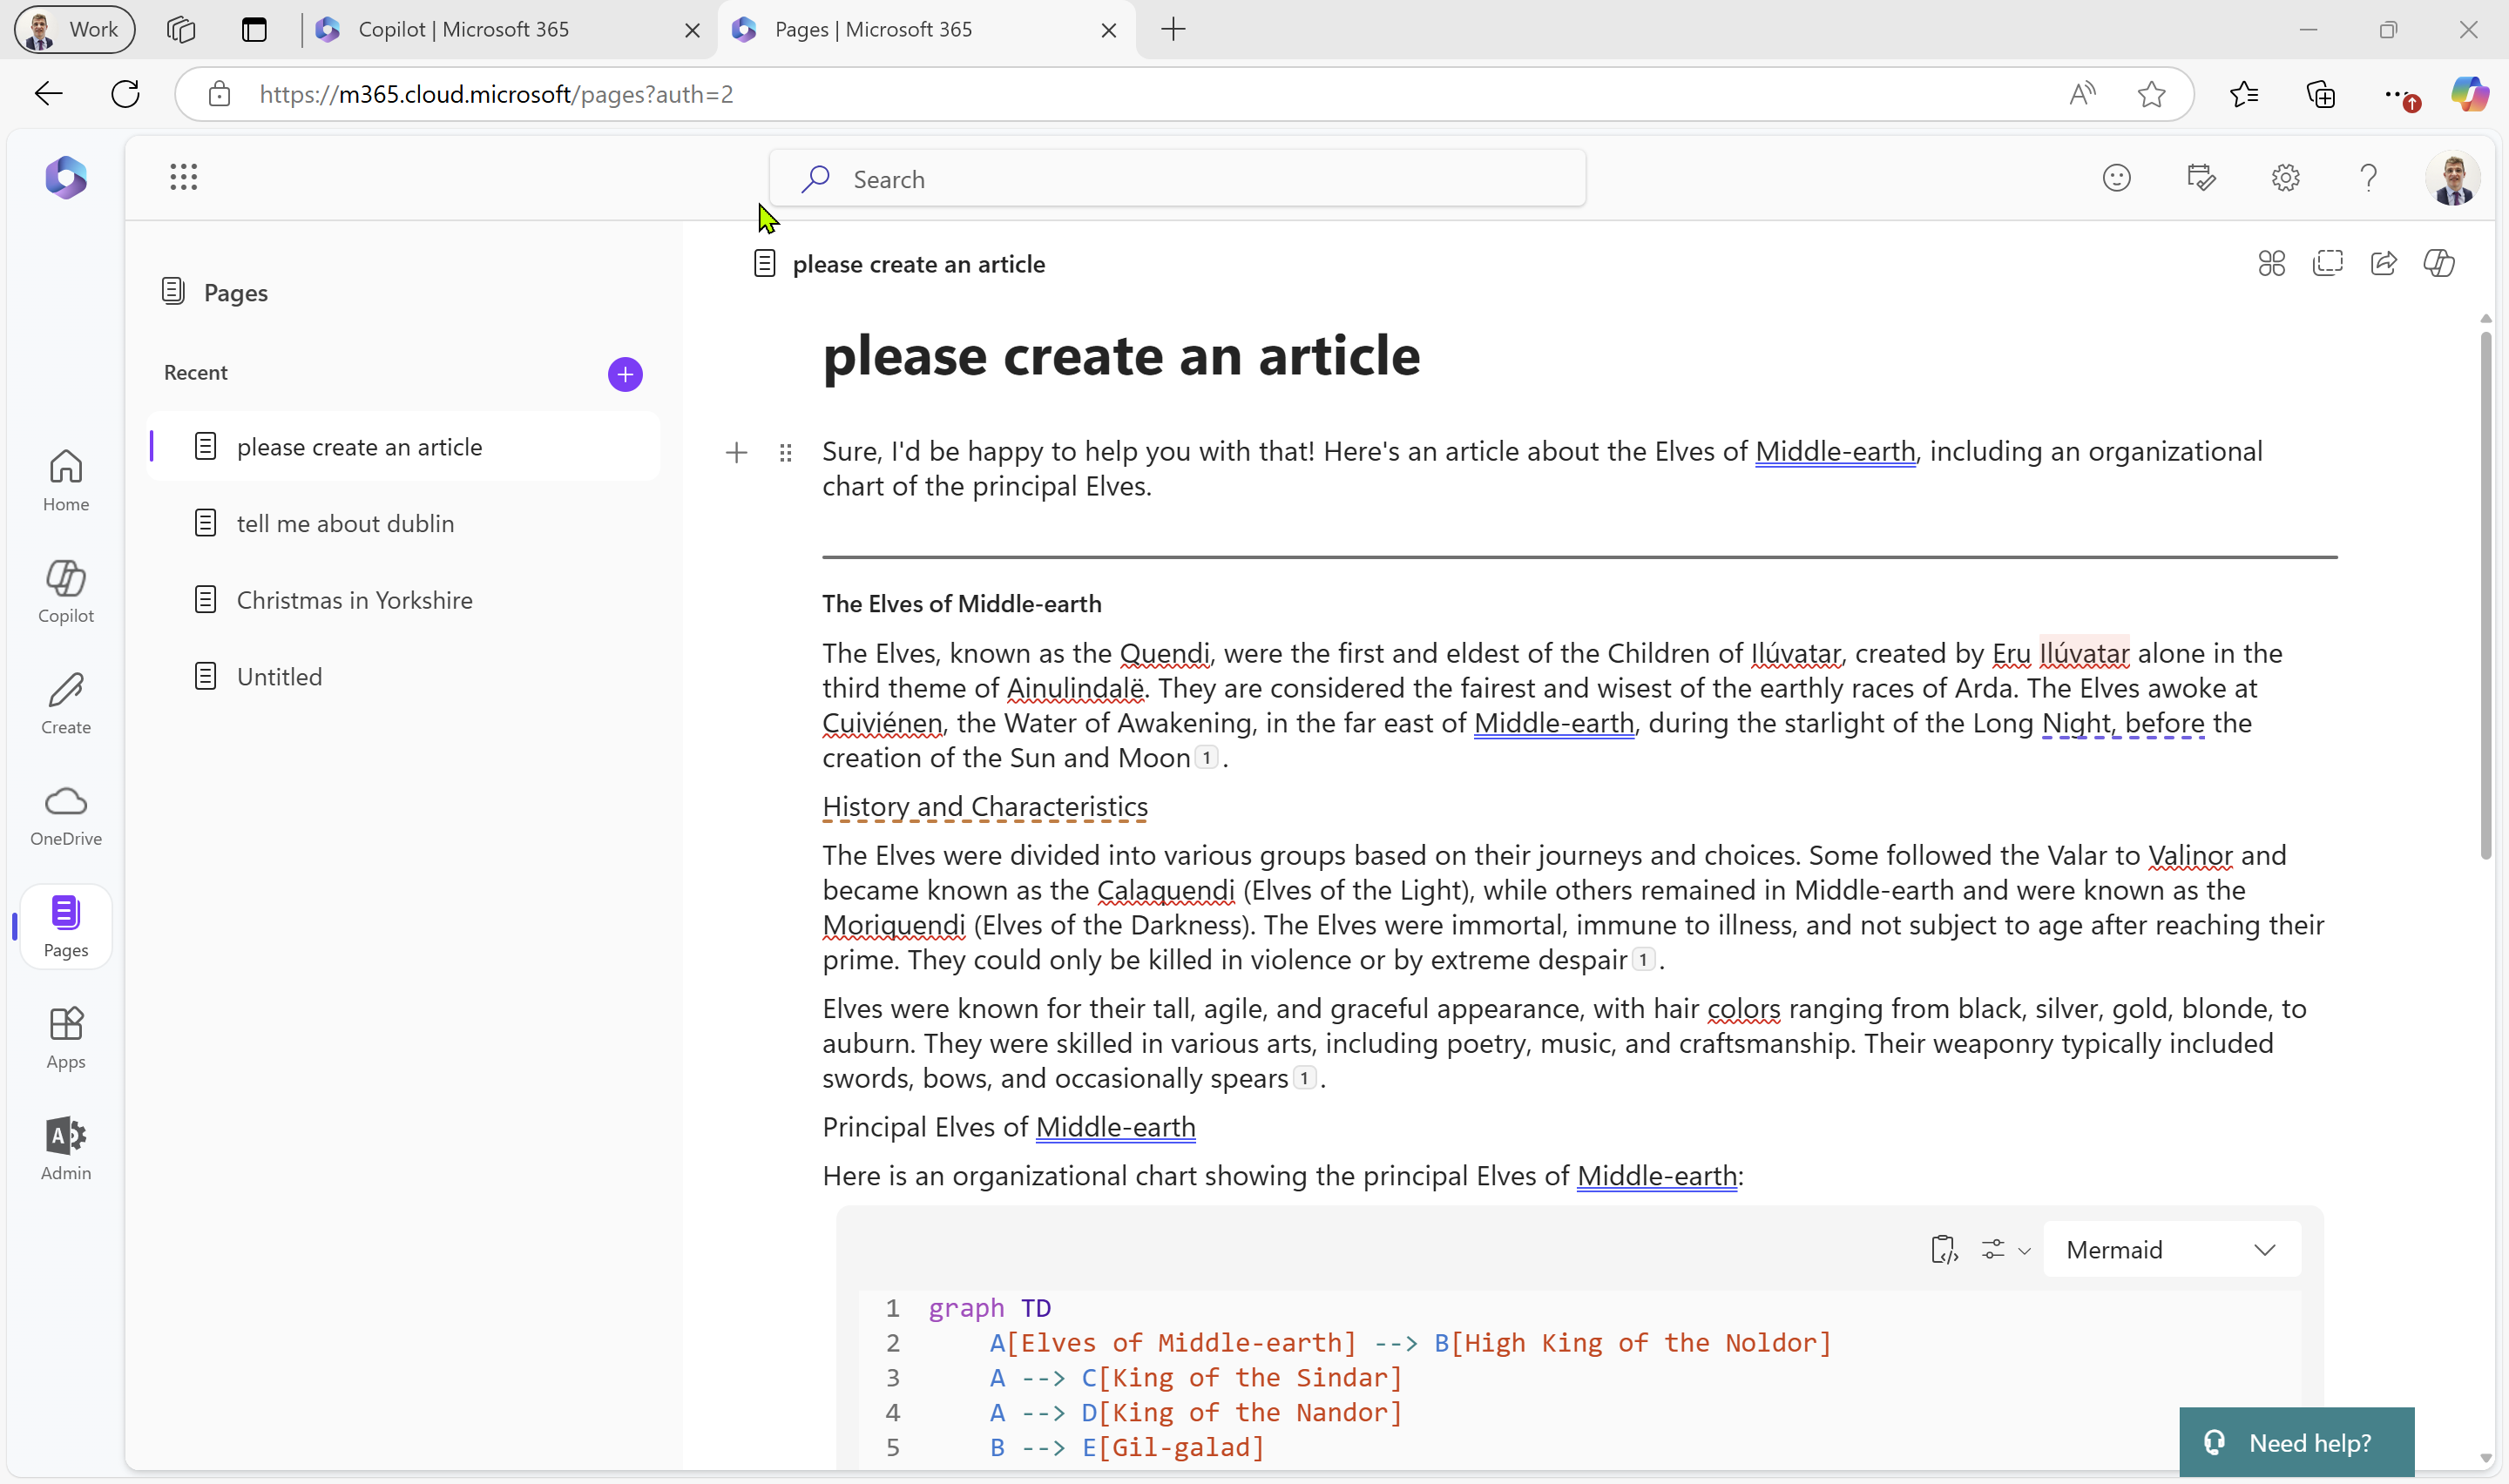 Work
Copilot | Microsoft 365
Pages | Microsoft 365
https://m365.cloud.microsoft/pages?auth=2
Search
Pages
Recent
please create an article
tell me about dublin
Christmas in Yorkshire
Untitled
Home
Copilot
Create
OneDrive
Pages
Apps
Admin
please create an article
please create an article
Sure, I'd be happy to help you with that! Here's an article about the Elves of Middle-earth, including an organizational
chart of the principal Elves.
The Elves of Middle-earth
The Elves, known as the Quendi, were the first and eldest of the Children of Ilúvatar, created by Eru Ilúvatar alone in the
third theme of Ainulindalë. They are considered the fairest and wisest of the earthly races of Arda. The Elves awoke at
Cuiviénen, the Water of Awakening, in the far east of Middle-earth, during the starlight of the Long Night, before the
creation of the Sun and Moon 1 .
History and Characteristics
The Elves were divided into various groups based on their journeys and choices. Some followed the Valar to Valinor and
became known as the Calaquendi (Elves of the Light), while others remained in Middle-earth and were known as the
Moriquendi (Elves of the Darkness). The Elves were immortal, immune to illness, and not subject to age after reaching their
prime. They could only be killed in violence or by extreme despair 1 .
Elves were known for their tall, agile, and graceful appearance, with hair colors ranging from black, silver, gold, blonde, to
auburn. They were skilled in various arts, including poetry, music, and craftsmanship. Their weaponry typically included
swords, bows, and occasionally spears 1 .
Principal Elves of Middle-earth
Here is an organizational chart showing the principal Elves of Middle-earth:
Mermaid
1 graph TD
2 A[Elves of Middle-earth] --> B[High King of the Noldor]
3 A --> C[King of the Sindar]
4 A --> D[King of the Nandor]
5 B --> E[Gil-galad]
Need help?